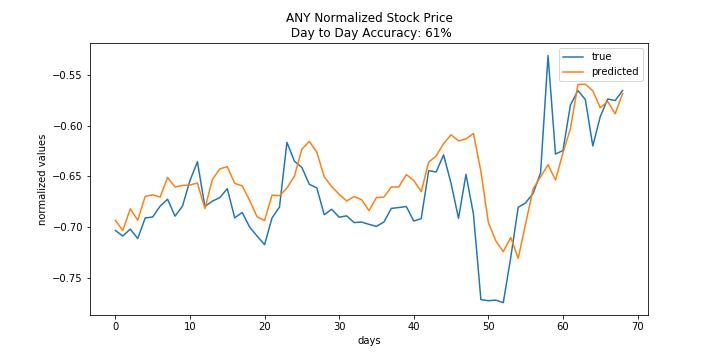 ANY Normalized Stock Price
Day to Day Accuracy: 61%
true
predicted
normalized values
−0.55
−0.60
−0.65
−0.70
−0.75
0 10 20 30 40 50 60 70
days